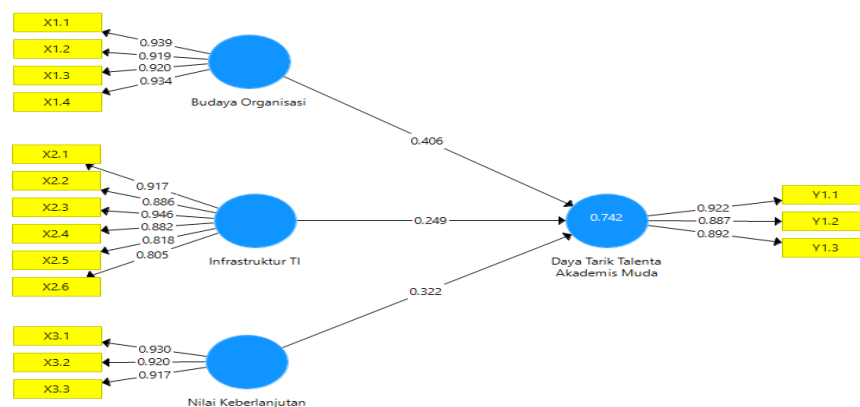 X1.1
X1.2
X1.3
X1.4
0.939
0.919
0.920
0.934
Budaya Organisasi
0.406
X2.1
X2.2
X2.3
X2.4
X2.5
X2.6
0.917
0.886
0.946
0.882
0.818
0.805
Infrastruktur TI
0.249
0.742
Daya Tarik Talenta
Akademis Muda
0.922
0.887
0.892
Y1.1
Y1.2
Y1.3
0.322
X3.1
X3.2
X3.3
0.930
0.920
0.917
Nilai Keberlanjutan